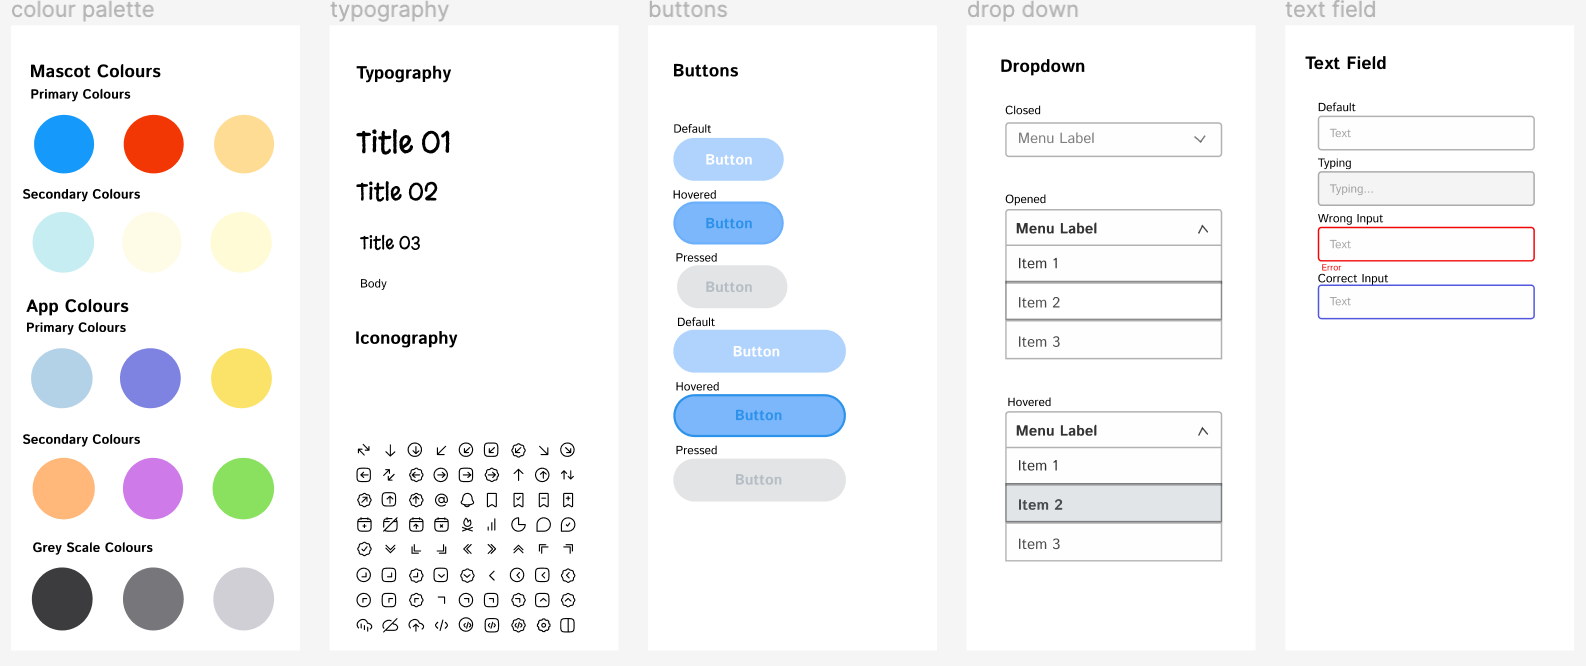 colour palette
Mascot Colours
Primary Colours
Secondary Colours
App Colours
Primary Colours
Secondary Colours
Grey Scale Colours
typography
Typography
Title 01
Title 02
Title 03
Body
Iconography
buttons
Buttons
Default
Button
Hovered
Button
Pressed
Button
Default
Button
Hovered
Button
Pressed
Button
drop down
Dropdown
Closed
Menu Label
Opened
Menu Label
Item 1
Item 2
Item 3
Hovered
Menu Label
Item 1
Item 2
Item 3
text field
Text Field
Default
Text
Typing
Typing...
Wrong Input
Text
Error
Correct Input
Text